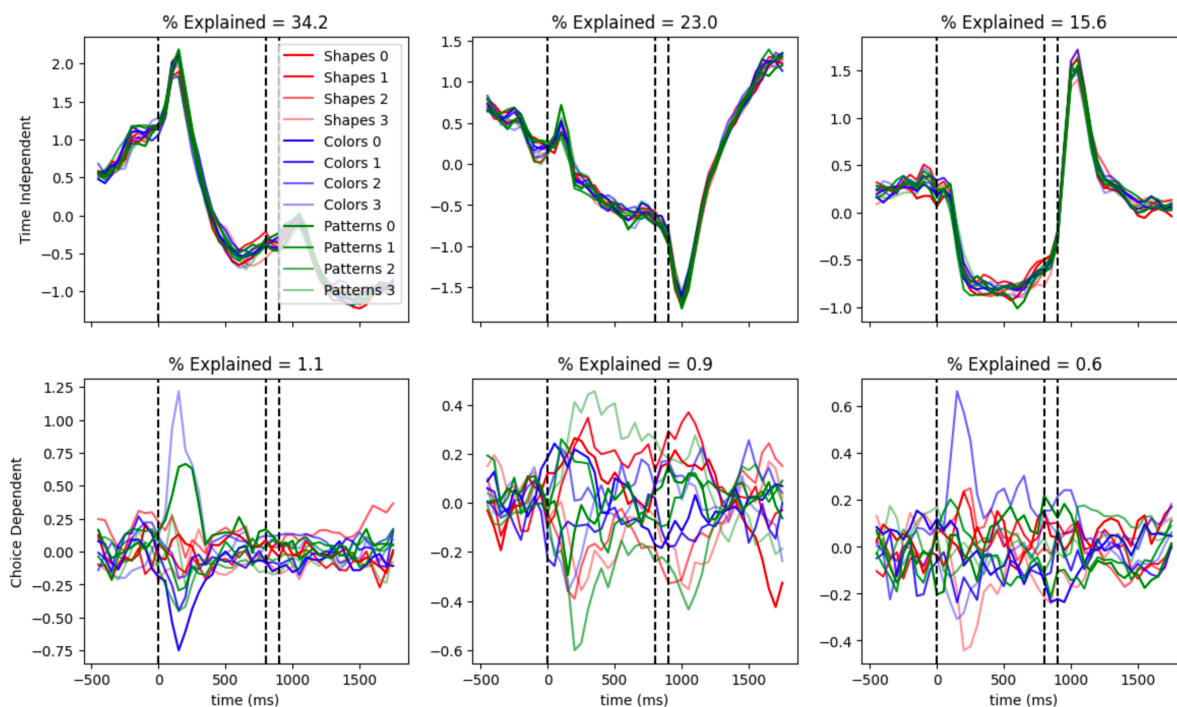 % Explained = 34.2
% Explained = 23.0
% Explained = 15.6
Time Independent
2.0
1.5
1.0
0.5
0.0
−0.5
−1.0
Shapes 0
Shapes 1
Shapes 2
Shapes 3
Colors 0
Colors 1
Colors 2
Colors 3
Patterns 0
Patterns 1
Patterns 2
Patterns 3
1.5
1.0
0.5
0.0
−0.5
−1.0
−1.5
1.5
1.0
0.5
0.0
−0.5
−1.0
% Explained = 1.1
% Explained = 0.9
% Explained = 0.6
Choice Dependent
1.25
1.00
0.75
0.50
0.25
0.00
−0.25
−0.50
−0.75
−500 0 500 1000 1500
time (ms)
0.4
0.2
0.0
−0.2
−0.4
−0.6
−500 0 500 1000 1500
time (ms)
0.6
0.4
0.2
0.0
−0.2
−0.4
−500 0 500 1000 1500
time (ms)